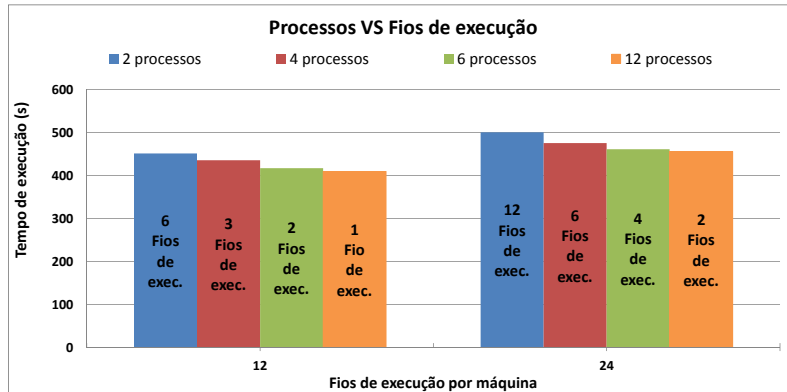 Processos VS Fios de execução
2 processos 4 processos 6 processos 12 processos
Tempo de execução (s)
600
500
400
300
200
100
0
6
Fios
de
exec.
3
Fios
de
exec.
2
Fios
de
exec.
1
Fio
de
exec.
12
Fios
de
exec.
6
Fios
de
exec.
4
Fios
de
exec.
2
Fios
de
exec.
12 24
Fios de execução por máquina